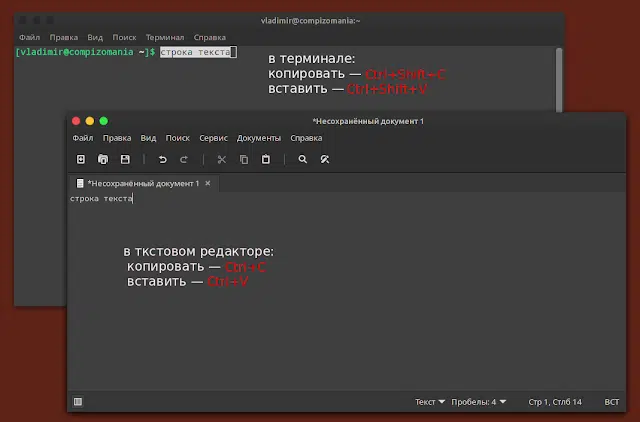 vladimir@compizomania:~
Файл Правка Вид Поиск Терминал Справка
[vladimir@compizomania ~]$ строка текста
в терминале:
копировать — Ctrl+Shift+C
вставить — Ctrl+Shift+V
*Несохранённый документ 1
Файл Правка Вид Поиск Сервис Документы Справка
*Несохранённый документ 1 ×
строка текста
в ткстовом редакторе:
копировать — Ctrl+C
вставить — Ctrl+V
Текст Пробелы: 4 Стр 1, Стлб 14 ВСТ